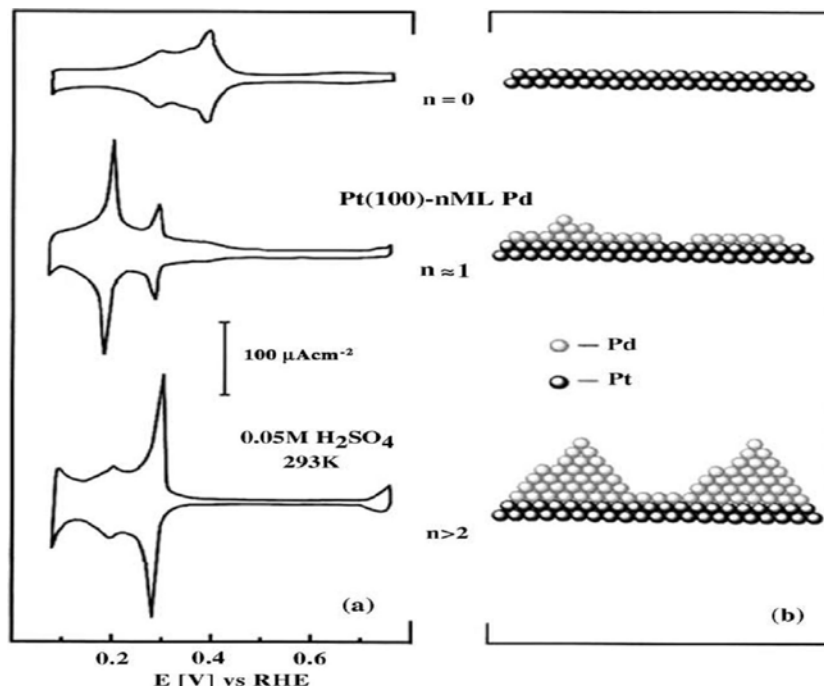 n = 0
Pt(100)-nML Pd
n ≈ 1
100 μAcm⁻²
— Pd
— Pt
0.05M H₂SO₄
293K
n>2
(a)
(b)
0.2 0.4 0.6
E [V] vs RHE